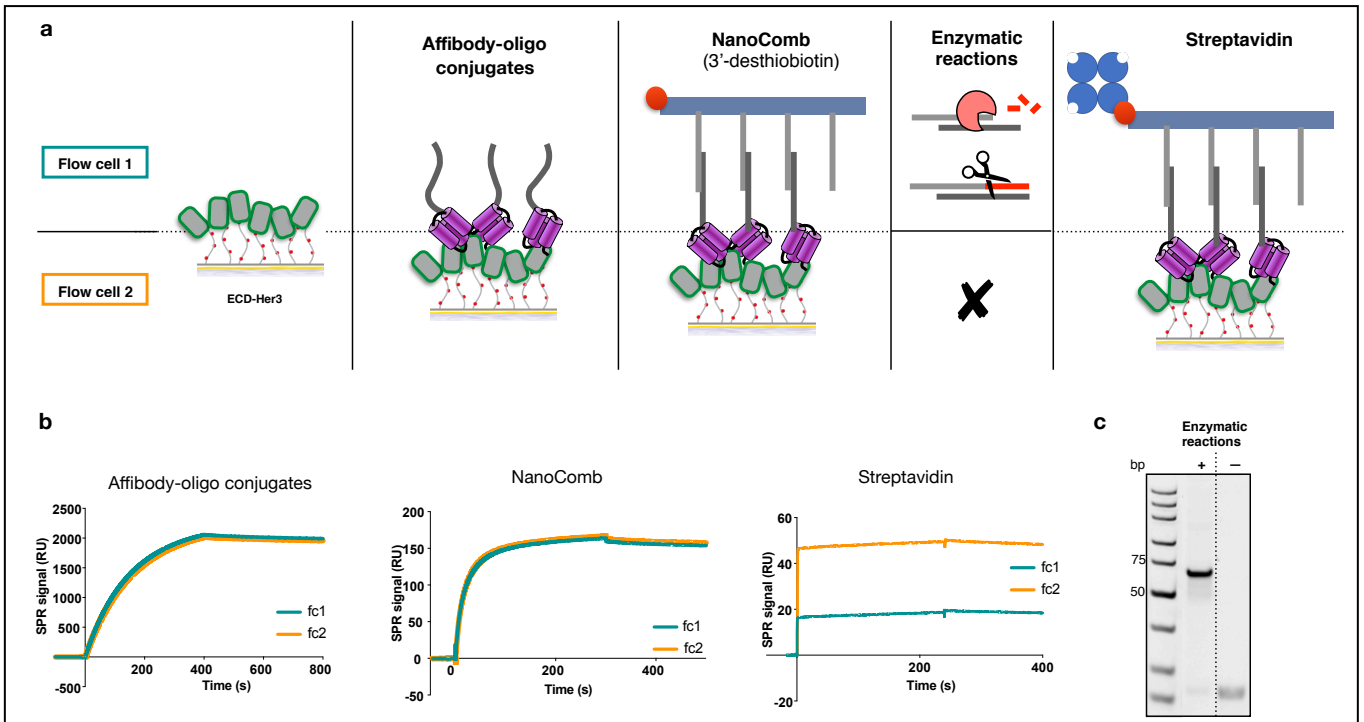 a
Affibody-oligo
conjugates
NanoComb
(3'-desthiobiotin)
Enzymatic
reactions
Streptavidin
Flow cell 1
Flow cell 2
ECD-Her3
b
Affibody-oligo conjugates
SPR signal (RU)
2500
2000
1500
1000
500
0
-500
200
400
600
800
Time (s)
fc1
fc2
NanoComb
SPR signal (RU)
200
150
100
50
0
-50
0
200
400
Time (s)
fc1
fc2
Streptavidin
SPR signal (RU)
60
40
20
-20
200
400
Time (s)
fc1
fc2
c
Enzymatic
reactions
bp
+
—
75
50